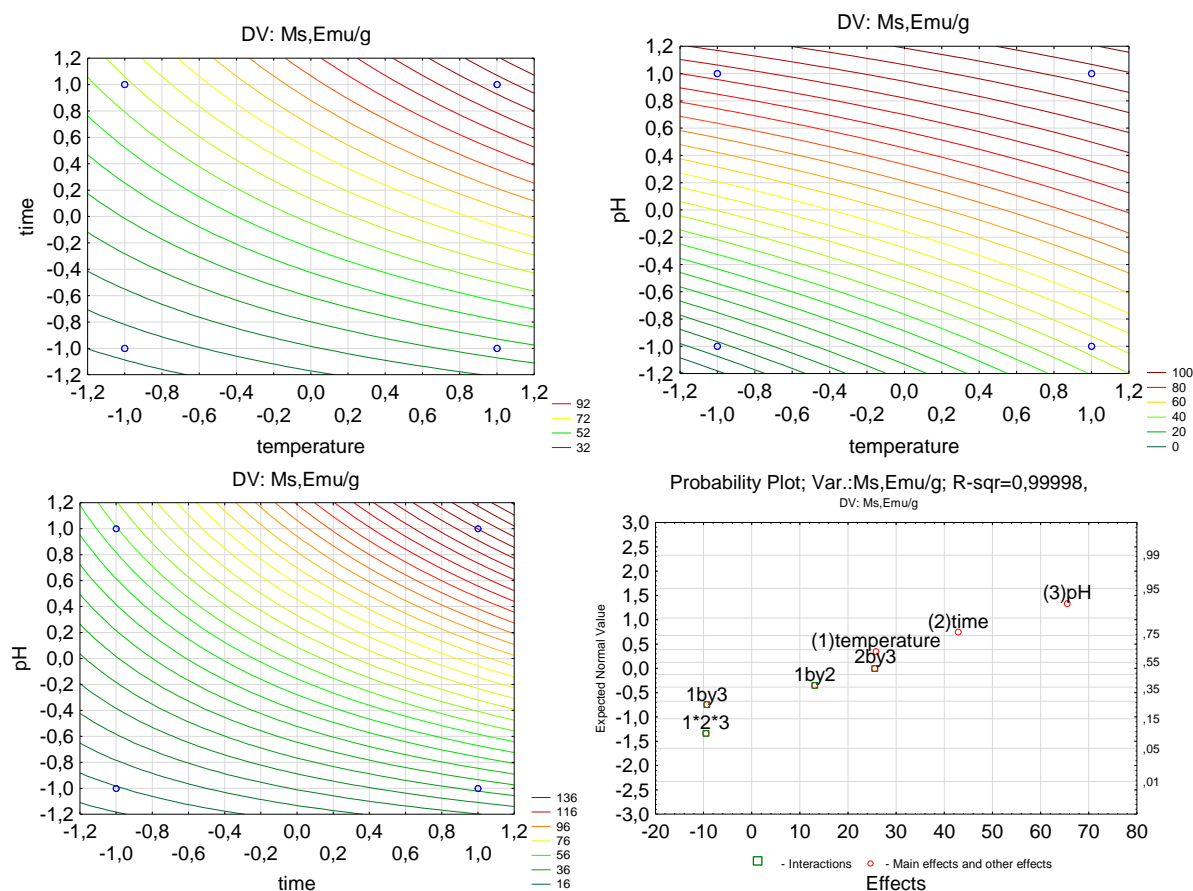 DV: Ms,Emu/g
1,2
1,0
0,8
0,6
0,4
0,2
0,0
-0,2
-0,4
-0,6
-0,8
-1,0
-1,2
time
-1,2 -0,8 -0,4 0,0 0,4 0,8 1,2
-1,0 -0,6 -0,2 0,2 0,6 1,0
temperature
92
72
52
32
DV: Ms,Emu/g
1,2
1,0
0,8
0,6
0,4
0,2
0,0
-0,2
-0,4
-0,6
-0,8
-1,0
-1,2
pH
-1,2 -0,8 -0,4 0,0 0,4 0,8 1,2
-1,0 -0,6 -0,2 0,2 0,6 1,0
temperature
100
80
60
40
20
0
DV: Ms,Emu/g
1,2
1,0
0,8
0,6
0,4
0,2
0,0
-0,2
-0,4
-0,6
-0,8
-1,0
-1,2
pH
-1,2 -0,8 -0,4 0,0 0,4 0,8 1,2
-1,0 -0,6 -0,2 0,2 0,6 1,0
time
136
116
96
76
56
36
16
Probability Plot; Var.:Ms,Emu/g; R-sqr=0,99998,
DV: Ms,Emu/g
3,0
2,5
2,0
1,5
1,0
0,5
0,0
-0,5
-1,0
-1,5
-2,0
-2,5
-3,0
Expected Normal Value
(3)pH
(2)time
(1)temperature
2by3
1by2
1by3
1*2*3
,99
,95
,75
,55
,35
,15
,05
,01
-20 -10 0 10 20 30 40 50 60 70 80
- Interactions - Main effects and other effects
Effects